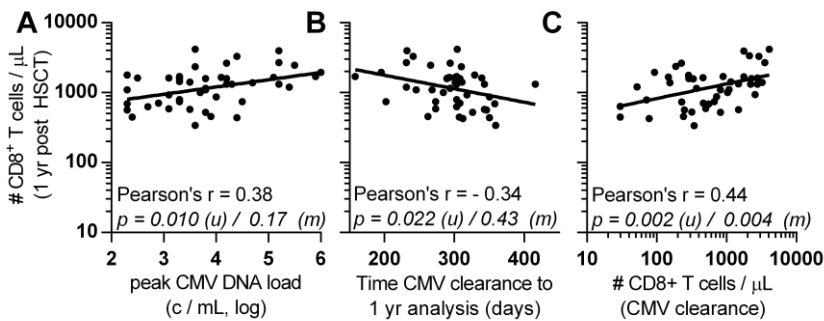 A
B
C
# CD8+ T cells / μL
(1 yr post HSCT)
10000
1000
100
10
Pearson's r = 0.38
p = 0.010 (u) / 0.17 (m)
2 3 4 5 6
peak CMV DNA load
(c / mL, log)
Pearson's r = - 0.34
p = 0.022 (u) / 0.43 (m)
200 300 400
Time CMV clearance to
1 yr analysis (days)
Pearson's r = 0.44
p = 0.002 (u) / 0.004 (m)
10 100 1000 10000
# CD8+ T cells / μL
(CMV clearance)